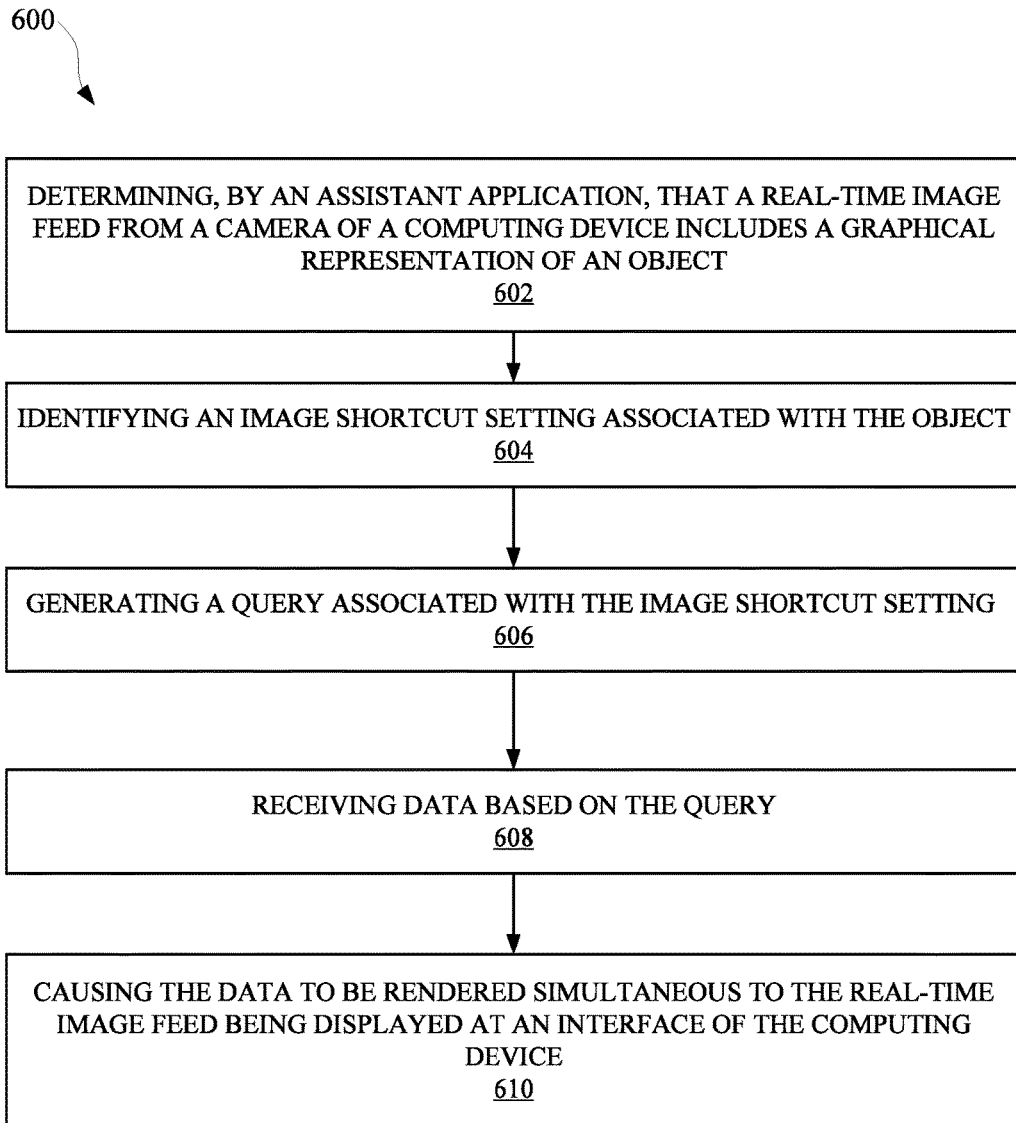 600
DETERMINING, BY AN ASSISTANT APPLICATION, THAT A REAL-TIME IMAGE
FEED FROM A CAMERA OF A COMPUTING DEVICE INCLUDES A GRAPHICAL
REPRESENTATION OF AN OBJECT
602
IDENTIFYING AN IMAGE SHORTCUT SETTING ASSOCIATED WITH THE OBJECT
604
GENERATING A QUERY ASSOCIATED WITH THE IMAGE SHORTCUT SETTING
606
RECEIVING DATA BASED ON THE QUERY
608
CAUSING THE DATA TO BE RENDERED SIMULTANEOUS TO THE REAL-TIME
IMAGE FEED BEING DISPLAYED AT AN INTERFACE OF THE COMPUTING
DEVICE
610